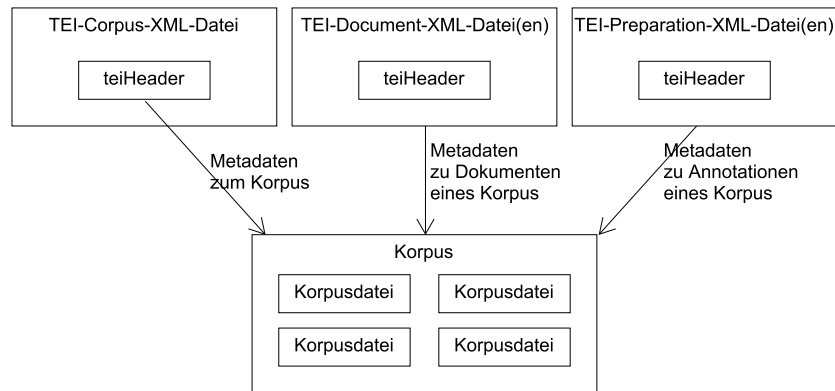 TEI-Corpus-XML-Datei
teiHeader
TEI-Document-XML-Datei(en)
teiHeader
TEI-Preparation-XML-Datei(en)
teiHeader
Metadaten
zum Korpus
Metadaten
zu Dokumenten
eines Korpus
Metadaten
zu Annotationen
eines Korpus
Korpus
Korpusdatei
Korpusdatei
Korpusdatei
Korpusdatei